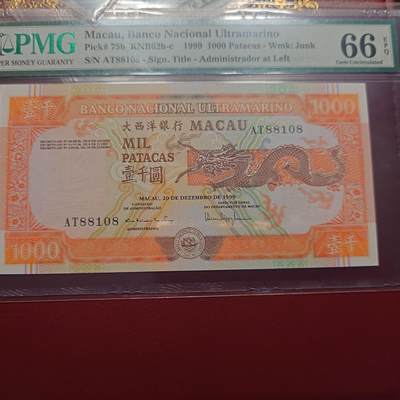 PMG
PAPER MONEY GUARANTY
Macau, Banco Nacional Ultramarino
Pick# 75b KNB62b-c 1999 1000 Patacas - Wmk: Junk
S/N AT88108 - Sign. Title - Administrador at Left
66 EPQ
Gem Uncirculated
壹千 BANCO NACIONAL ULTRAMARINO 1000
大西洋銀行 MACAU
AT88108
MIL
PATACAS
壹千圓
MACAU, 20 DE DEZEMBRO DE 1999
AT88108
ADMINISTRADOR
1000 壹千